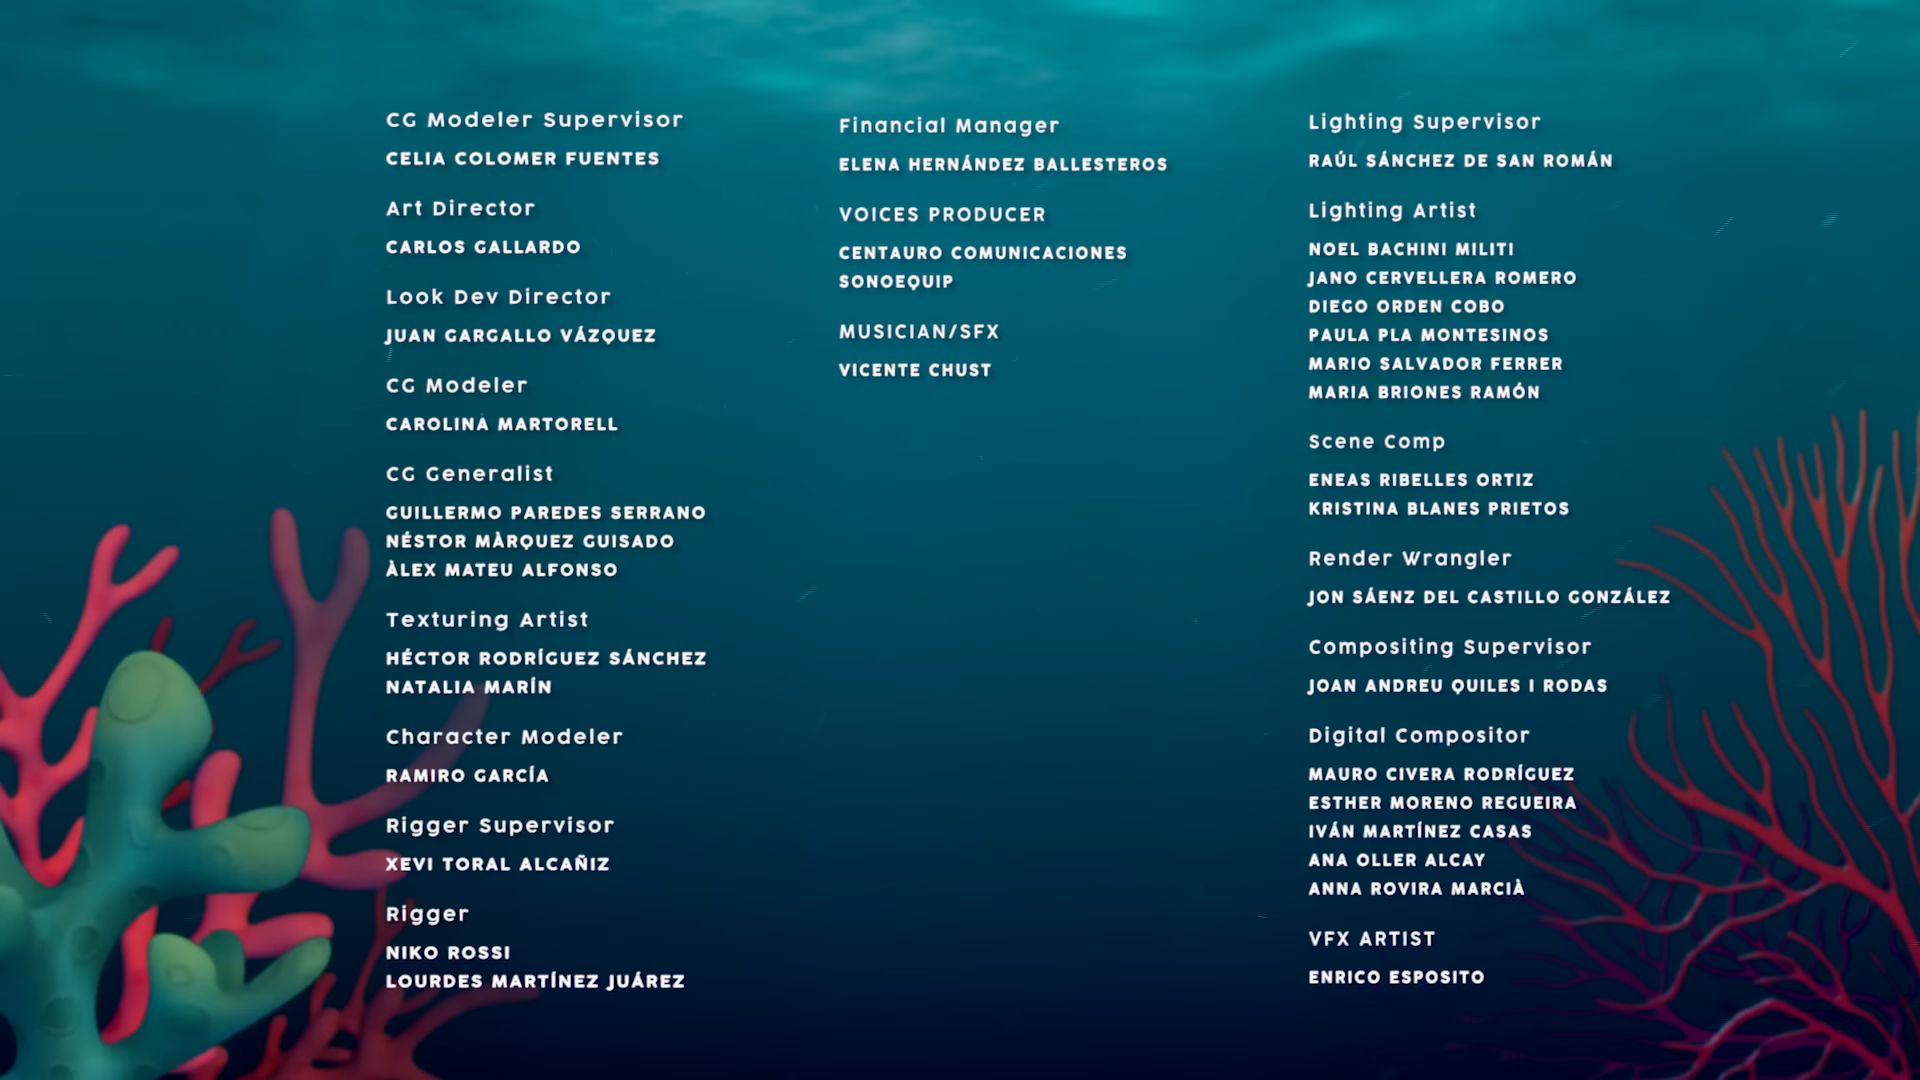 CG Modeler Supervisor
CELIA COLOMER FUENTES
Art Director
CARLOS GALLARDO
Look Dev Director
JUAN GARGALLO VÁZQUEZ
CG Modeler
CAROLINA MARTORELL
CG Generalist
GUILLERMO PAREDES SERRANO
NÉSTOR MÀRQUEZ GUISADO
ÀLEX MATEU ALFONSO
Texturing Artist
HÉCTOR RODRÍGUEZ SÁNCHEZ
NATALIA MARÍN
Character Modeler
RAMIRO GARCÍA
Rigger Supervisor
XEVI TORAL ALCAÑIZ
Rigger
NIKO ROSSI
LOURDES MARTÍNEZ JUÁREZ
Financial Manager
ELENA HERNÁNDEZ BALLESTEROS
VOICES PRODUCER
CENTAURO COMUNICACIONES
SONOEQUIP
MUSICIAN/SFX
VICENTE CHUST
Lighting Supervisor
RAÚL SÁNCHEZ DE SAN ROMÁN
Lighting Artist
NOEL BACHINI MILITI
JANO CERVELLERA ROMERO
DIEGO ORDEN COBO
PAULA PLA MONTESINOS
MARIO SALVADOR FERRER
MARIA BRIONES RAMÓN
Scene Comp
ENEAS RIBELLES ORTIZ
KRISTINA BLANES PRIETOS
Render Wrangler
JON SÁENZ DEL CASTILLO GONZÁLEZ
Compositing Supervisor
JOAN ANDREU QUILES I RODAS
Digital Compositor
MAURO CIVERA RODRÍGUEZ
ESTHER MORENO REGUEIRA
IVÁN MARTÍNEZ CASAS
ANA OLLER ALCAY
ANNA ROVIRA MARCIÀ
VFX ARTIST
ENRICO ESPOSITO